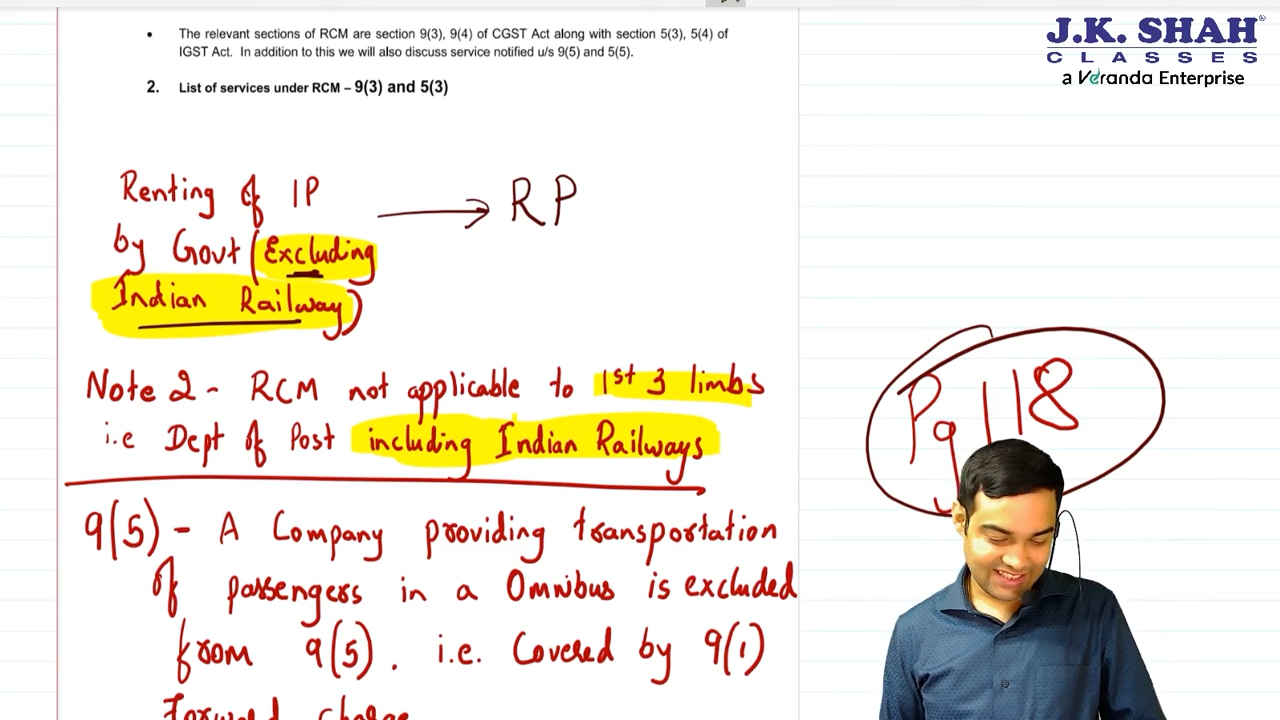 • The relevant sections of RCM are section 9(3), 9(4) of CGST Act along with section 5(3), 5(4) of
IGST Act. In addition to this we will also discuss service notified u/s 9(5) and 5(5).
2. List of services under RCM – 9(3) and 5(3)
J.K. SHAH
CLASSES
a Veranda Enterprise
Renting of IP → RP
by Govt (Excluding
Indian Railway)
Note 2 - RCM not applicable to 1st 3 limbs
i.e Dept of Post including Indian Railways
Pg 118
9(5) - A Company providing transportation
of passengers in a Omnibus is excluded
from 9(5). i.e. Covered by 9(1)
Forward charge